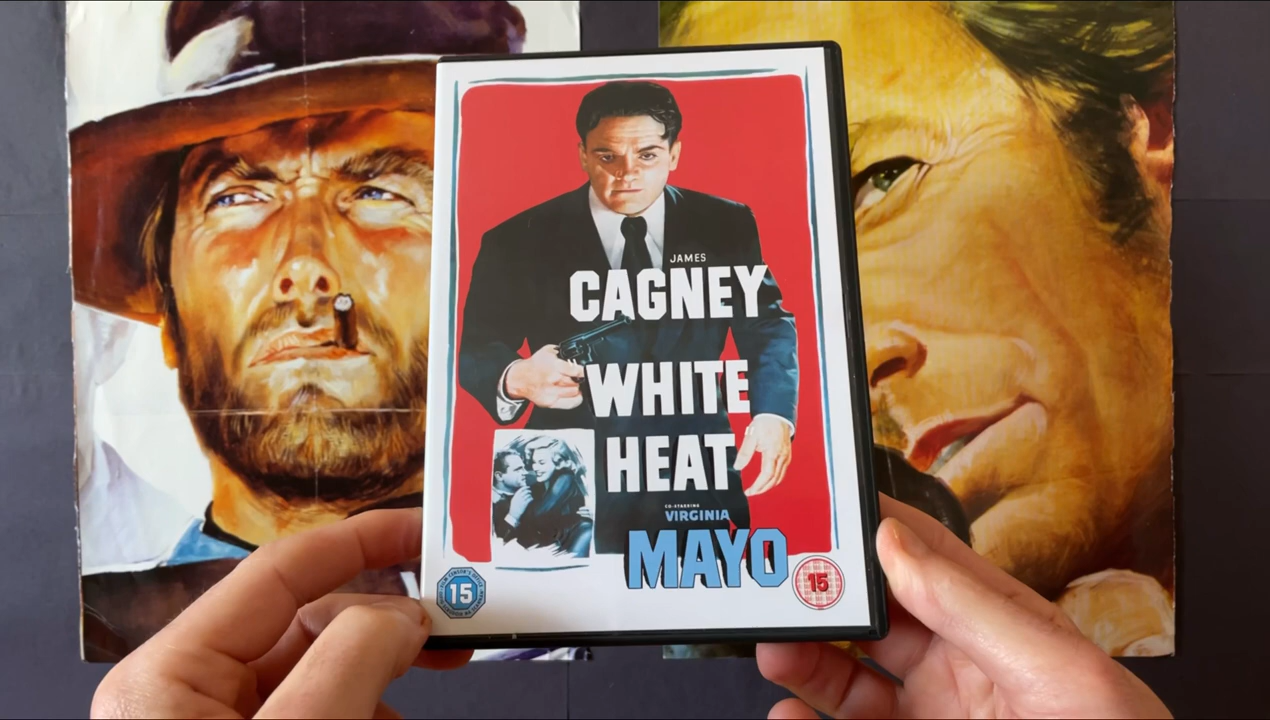 JAMES
CAGNEY
WHITE
HEAT
CO-STARRING
VIRGINIA
MAYO
15
15